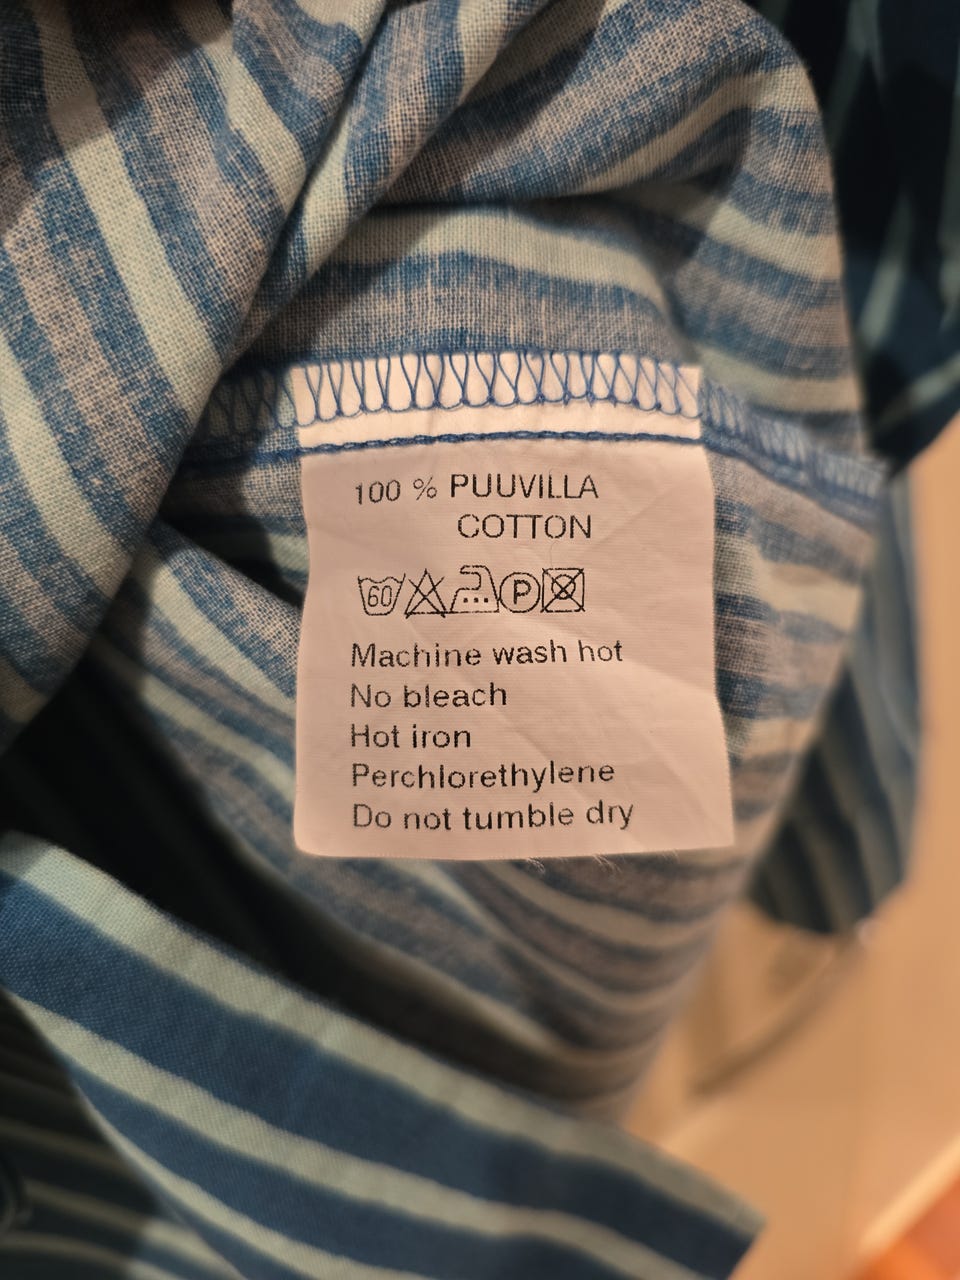 100 % PUUVILLA
COTTON
60 P
Machine wash hot
No bleach
Hot iron
Perchlorethylene
Do not tumble dry